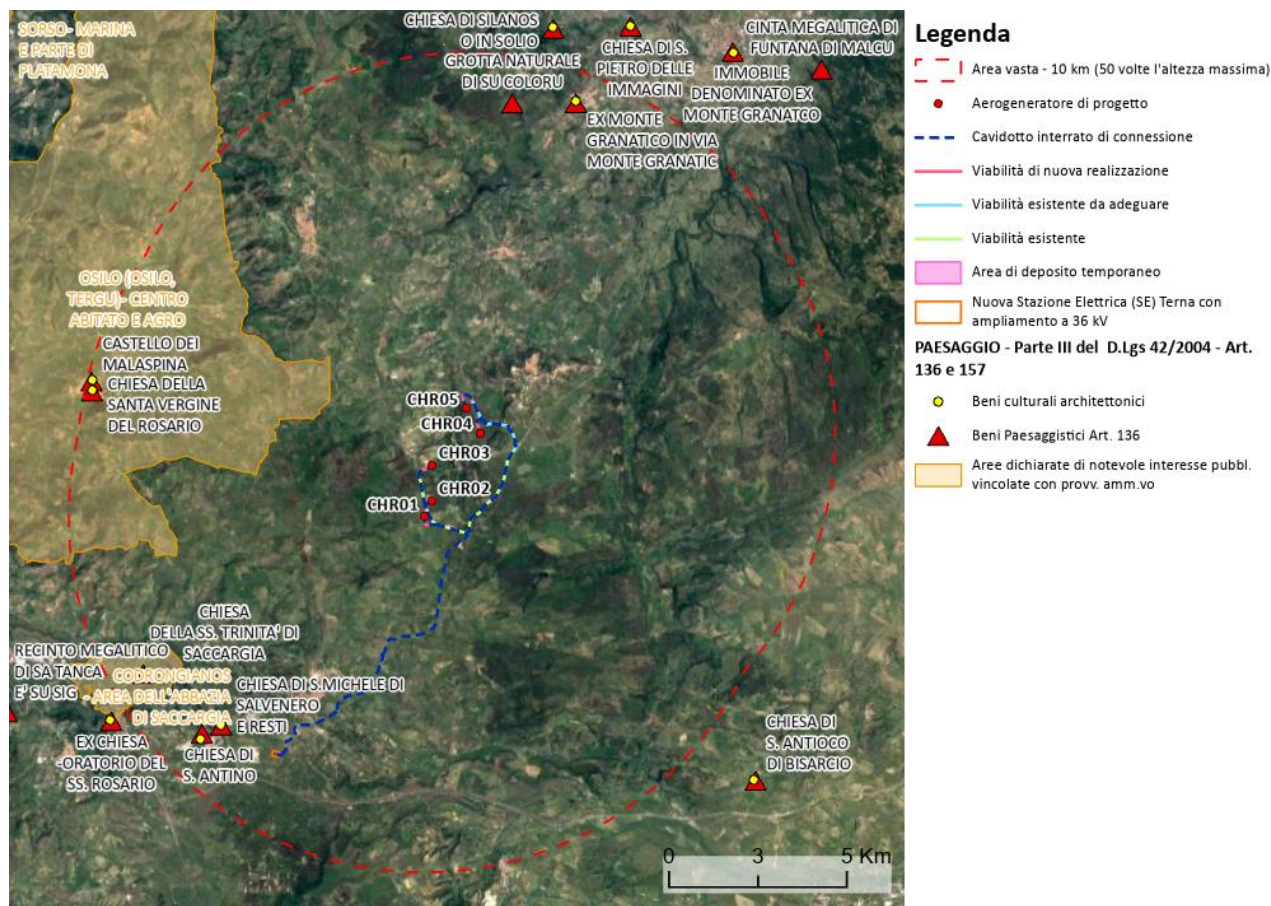 SORSO- MARINA
E PARTE DI
PLATAMONA
CHIESA DI SILANOS
O IN SOLIO
GROTTA NATURALE
DI SU COLORU
CHIESA DI S.
PIETRO DELLE
IMMAGINI
CINTA MEGALITICA DI
FUNTANA DI MALCU
IMMOBILE
DENOMINATO EX
MONTE GRANATCO
EX MONTE
GRANATICO IN VIA
MONTE GRANATIC
OSILO (OSILO,
TERGU)- CENTRO
ABITATO E AGRO
CASTELLO DEI
MALASPINA
CHIESA DELLA
SANTA VERGINE
DEL ROSARIO
CHR05
CHR04
CHR03
CHR02
CHR01
CHIESA
DELLA SS. TRINITA' DI
SACCARGIA
RECINTO MEGALITICO
DI SA TANCA
E' SU SIG
CODRONGIANOS
- AREA DELL'ABBAZIA
DI SACCARGIA
CHIESA DI S.MICHELE DI
SALVENERO
E RESTI
EX CHIESA
-ORATORIO DEL
SS. ROSARIO
CHIESA DI
S. ANTINO
CHIESA DI
S. ANTIOCO
DI BISARCIO
0 3 5 Km
Legenda
Area vasta - 10 km (50 volte l'altezza massima)
Aerogeneratore di progetto
Cavidotto interrato di connessione
Viabilità di nuova realizzazione
Viabilità esistente da adeguare
Viabilità esistente
Area di deposito temporaneo
Nuova Stazione Elettrica (SE) Terna con
ampliamento a 36 kV
PAESAGGIO - Parte III del D.Lgs 42/2004 - Art.
136 e 157
Beni culturali architettonici
Beni Paesaggistici Art. 136
Aree dichiarate di notevole interesse pubbl.
vincolate con provv. amm.vo